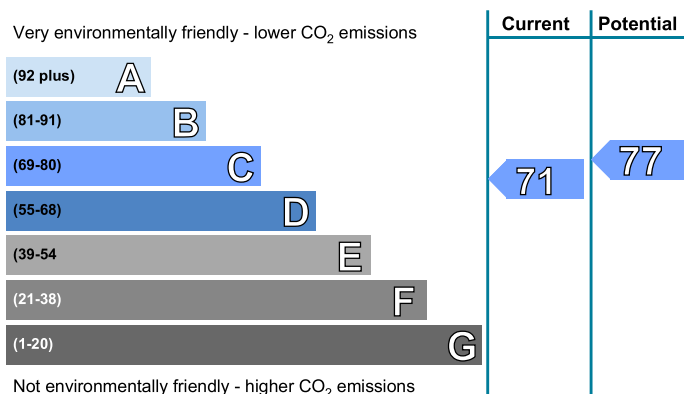 Very environmentally friendly - lower CO₂ emissions
Current
Potential
(92 plus) A
(81-91) B
(69-80) C
(55-68) D
(39-54 E
(21-38) F
(1-20) G
71
77
Not environmentally friendly - higher CO₂ emissions